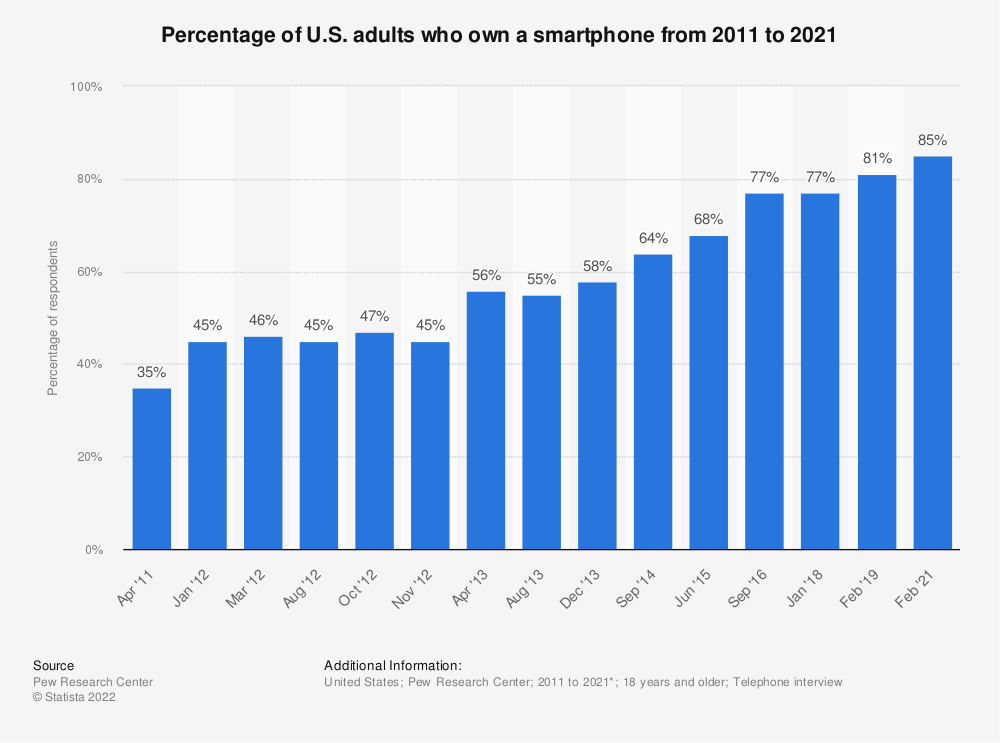 Percentage of U.S. adults who own a smartphone from 2011 to 2021
Percentage of respondents
100%
80%
60%
40%
20%
0%
35%
45%
46%
45%
47%
45%
56%
55%
58%
64%
68%
77%
77%
81%
85%
Apr '11
Jan '12
Mar '12
Aug '12
Oct '12
Nov '12
Apr '13
Aug '13
Dec '13
Sep '14
Jun '15
Sep '16
Jan '18
Feb '19
Feb '21
Source
Pew Research Center
© Statista 2022
Additional Information:
United States; Pew Research Center; 2011 to 2021*; 18 years and older; Telephone interview